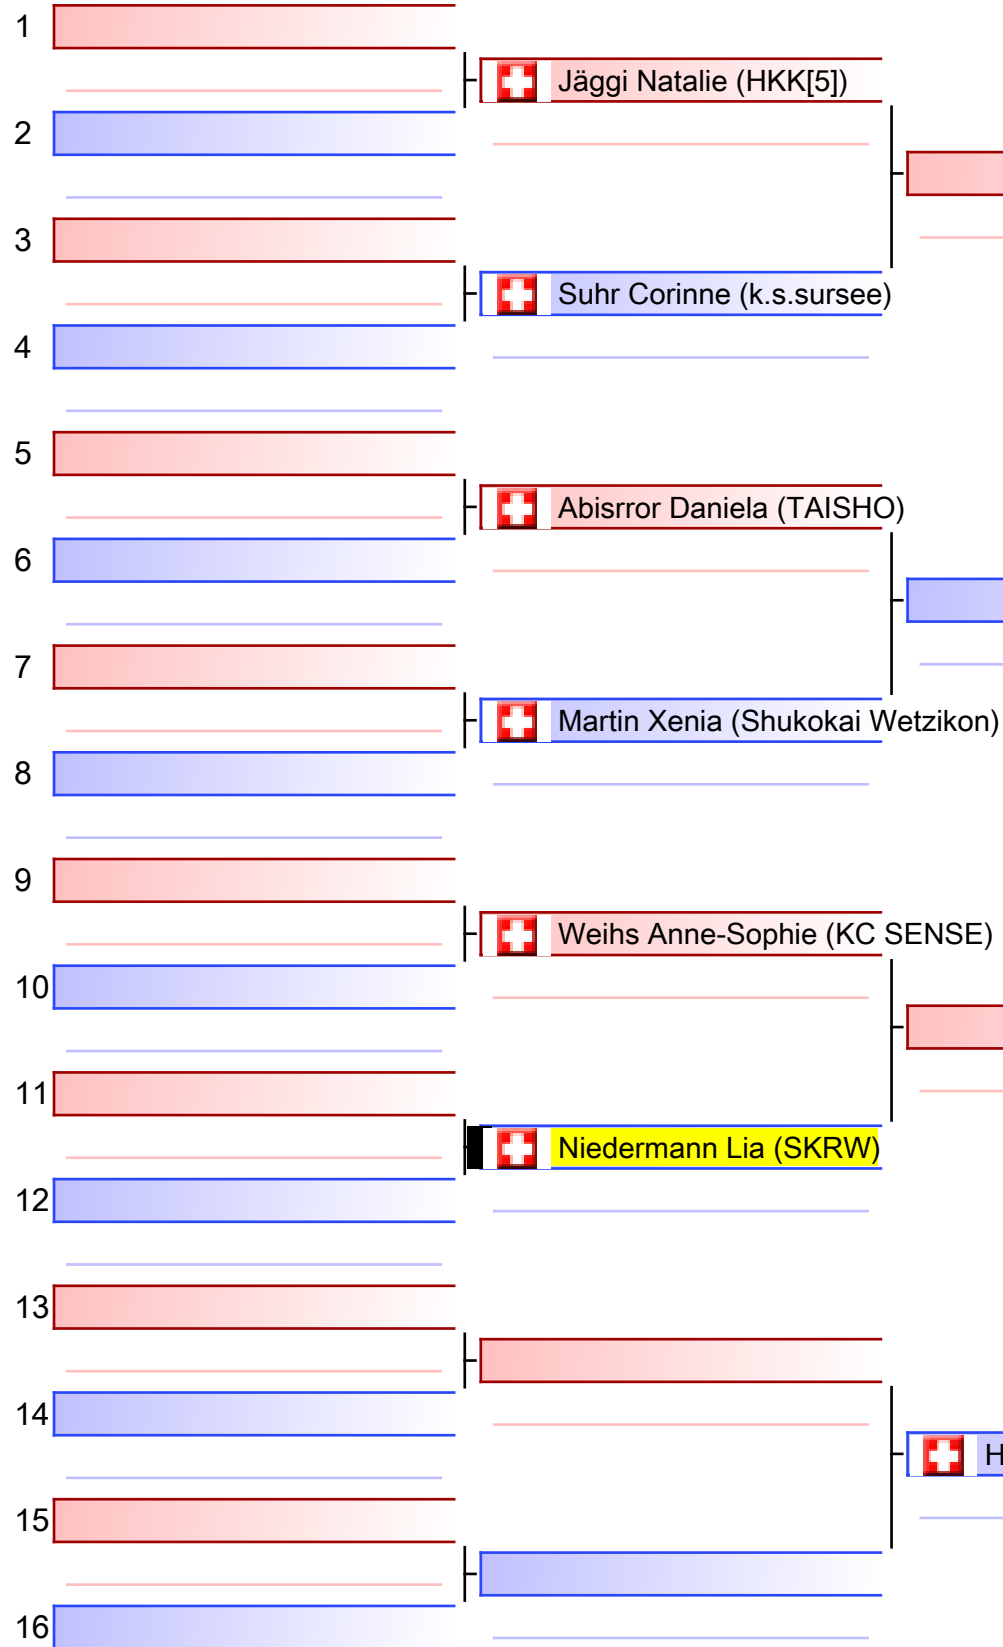 1
Jäggi Natalie (HKK[5])
2
3
Suhr Corinne (k.s.sursee)
4
5
Abisrror Daniela (TAISHO)
6
7
Martin Xenia (Shukokai Wetzikon)
8
9
Weihs Anne-Sophie (KC SENSE)
10
11
Niedermann Lia (SKRW)
12
13
14
H
15
16